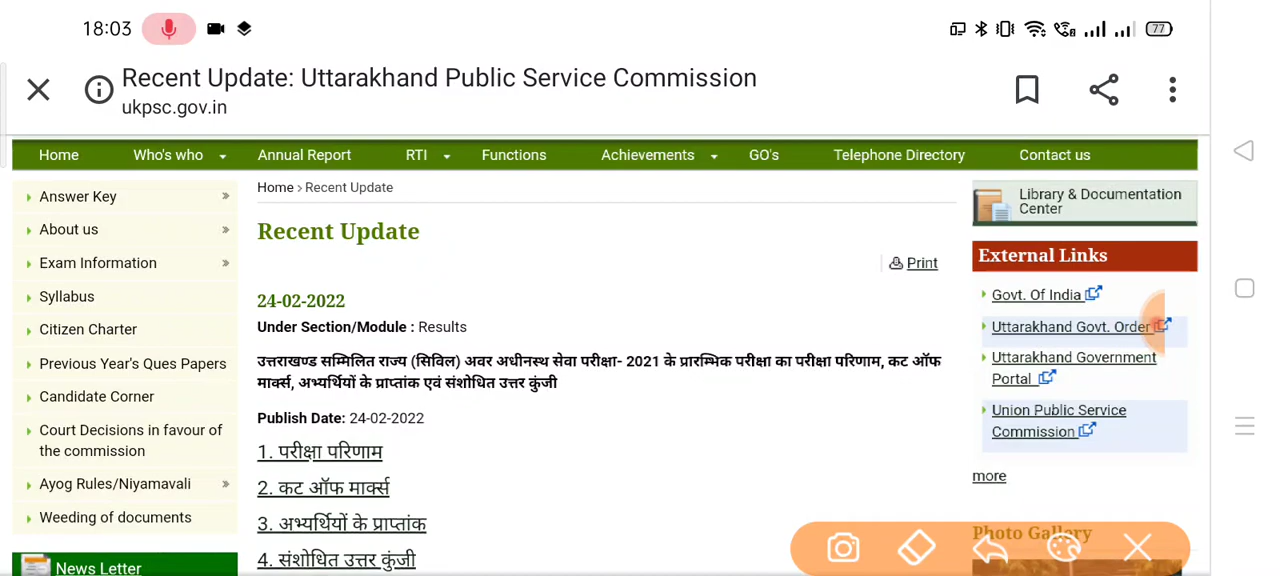 18:03
77
Recent Update: Uttarakhand Public Service Commission
ukpsc.gov.in
Home Who's who Annual Report RTI Functions Achievements GO's Telephone Directory Contact us
Answer Key
About us
Exam Information
Syllabus
Citizen Charter
Previous Year's Ques Papers
Candidate Corner
Court Decisions in favour of
the commission
Ayog Rules/Niyamavali
Weeding of documents
News Letter
Home > Recent Update
Recent Update
Print
24-02-2022
Under Section/Module : Results
उत्तराखण्ड सम्मिलित राज्य (सिविल) अवर अधीनस्थ सेवा परीक्षा- 2021 के प्रारम्भिक परीक्षा का परीक्षा परिणाम, कट ऑफ
मार्क्स, अभ्यर्थियों के प्राप्तांक एवं संशोधित उत्तर कुंजी
Publish Date: 24-02-2022
1. परीक्षा परिणाम
2. कट ऑफ मार्क्स
3. अभ्यर्थियों के प्राप्तांक
4. संशोधित उत्तर कुंजी
Library & Documentation
Center
External Links
Govt. Of India
Uttarakhand Govt. Order
Uttarakhand Government
Portal
Union Public Service
Commission
more
Photo Gallery